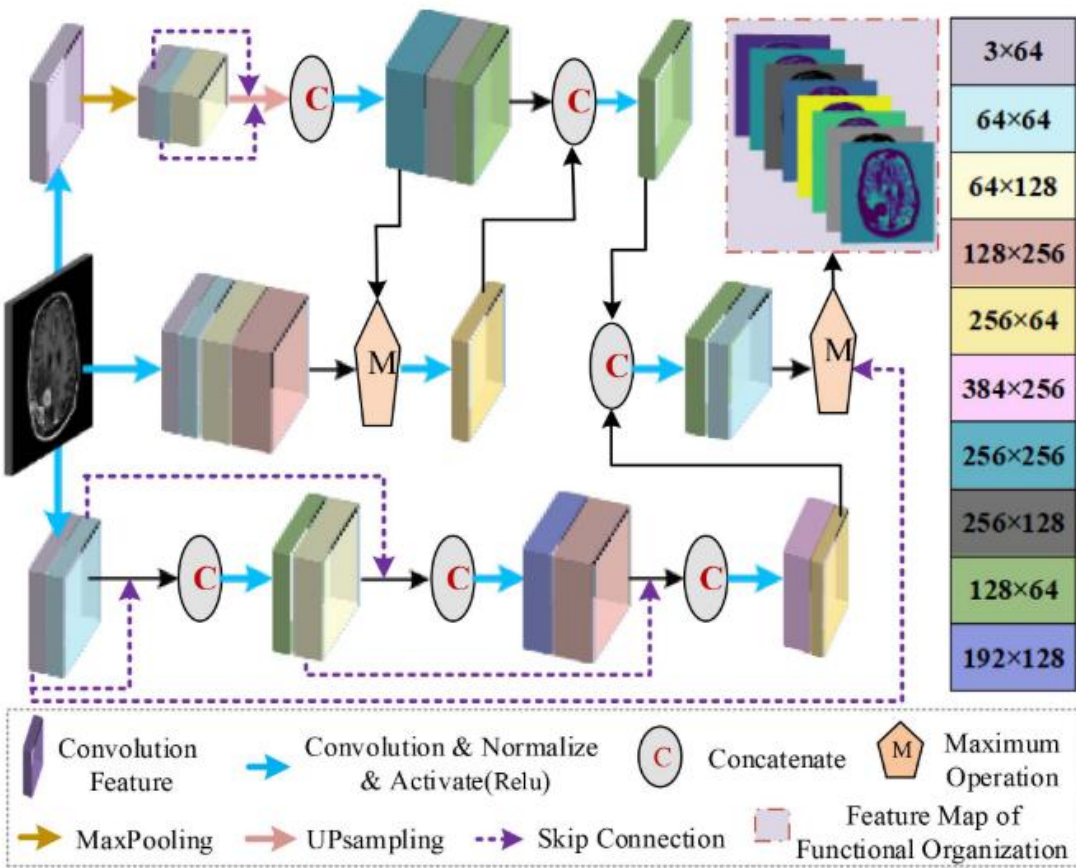 C
C
M
C
M
C
C
C
3×64
64×64
64×128
128×256
256×64
384×256
256×256
256×128
128×64
192×128
Convolution
Feature
Convolution & Normalize
& Activate(Relu)
C
Concatenate
M
Maximum
Operation
MaxPooling
UPsampling
Skip Connection
Feature Map of
Functional Organization